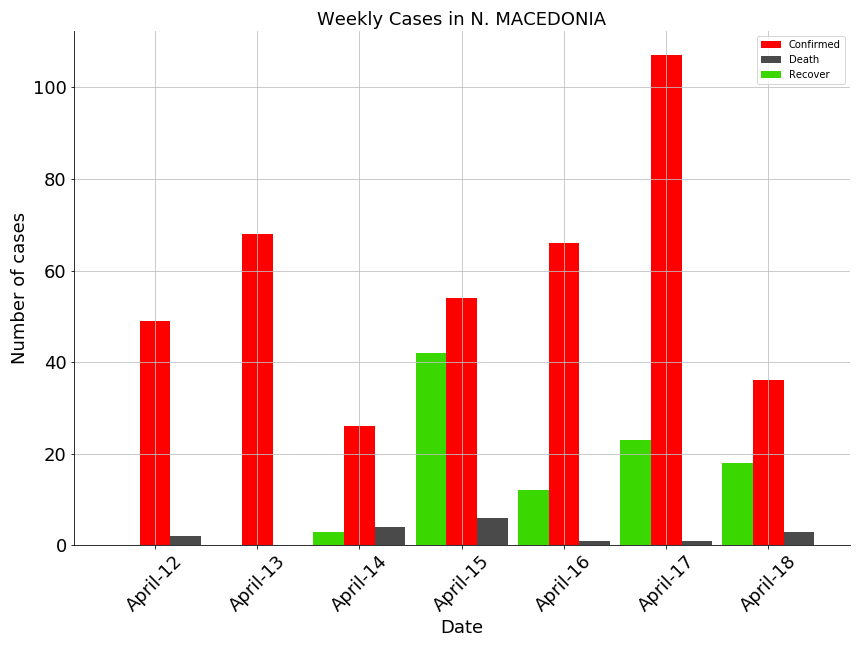 Weekly Cases in N. MACEDONIA
Confirmed
Death
Recover
Number of cases
100
80
60
40
20
0
April-12
April-13
April-14
April-15
April-16
April-17
April-18
Date